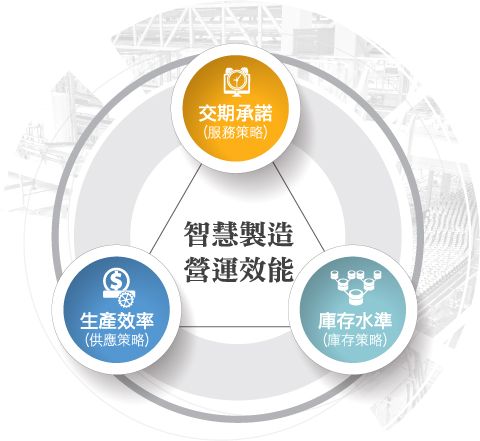 交期承諾
(服務策略)
智慧製造
營運效能
生產效率
(供應策略)
庫存水準
(庫存策略)